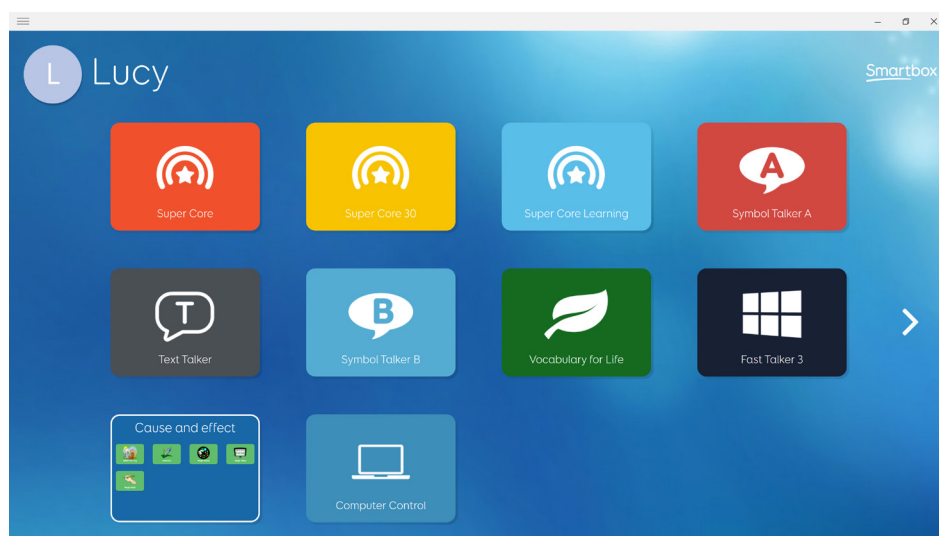 L
Lucy
Smartbox
Super Core
Super Core 30
Super Core Learning
A
Symbol Talker A
T
Text Talker
B
Symbol Talker B
Vocabulary for Life
Fast Talker 3
Cause and effect
Computer Control